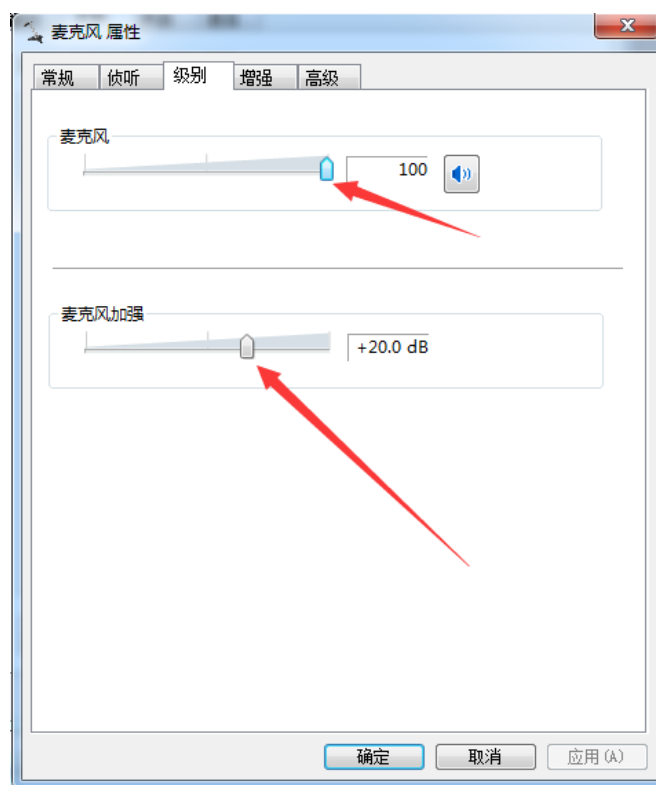 麦克风 属性
常规 侦听 级别 增强 高级
麦克风
100
麦克风加强
+20.0 dB
确定 取消 应用(A)